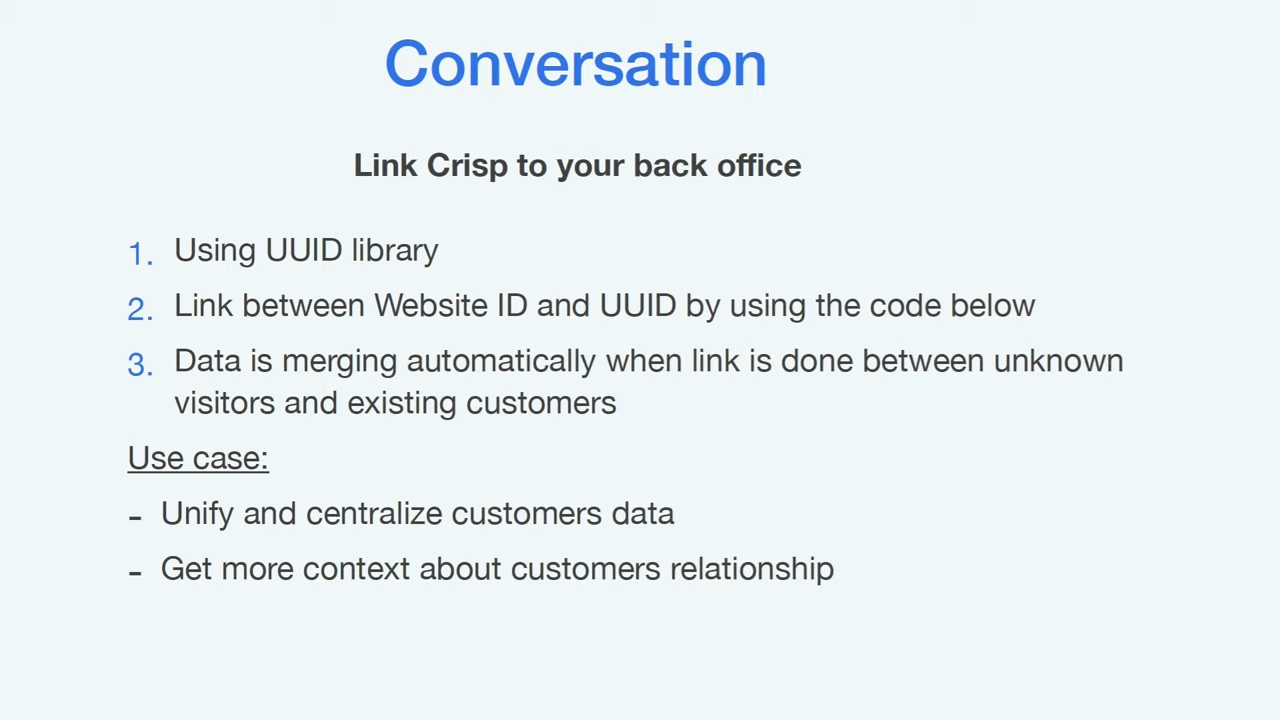 Conversation
Link Crisp to your back office
1. Using UUID library
2. Link between Website ID and UUID by using the code below
3. Data is merging automatically when link is done between unknown
visitors and existing customers
Use case:
- Unify and centralize customers data
- Get more context about customers relationship